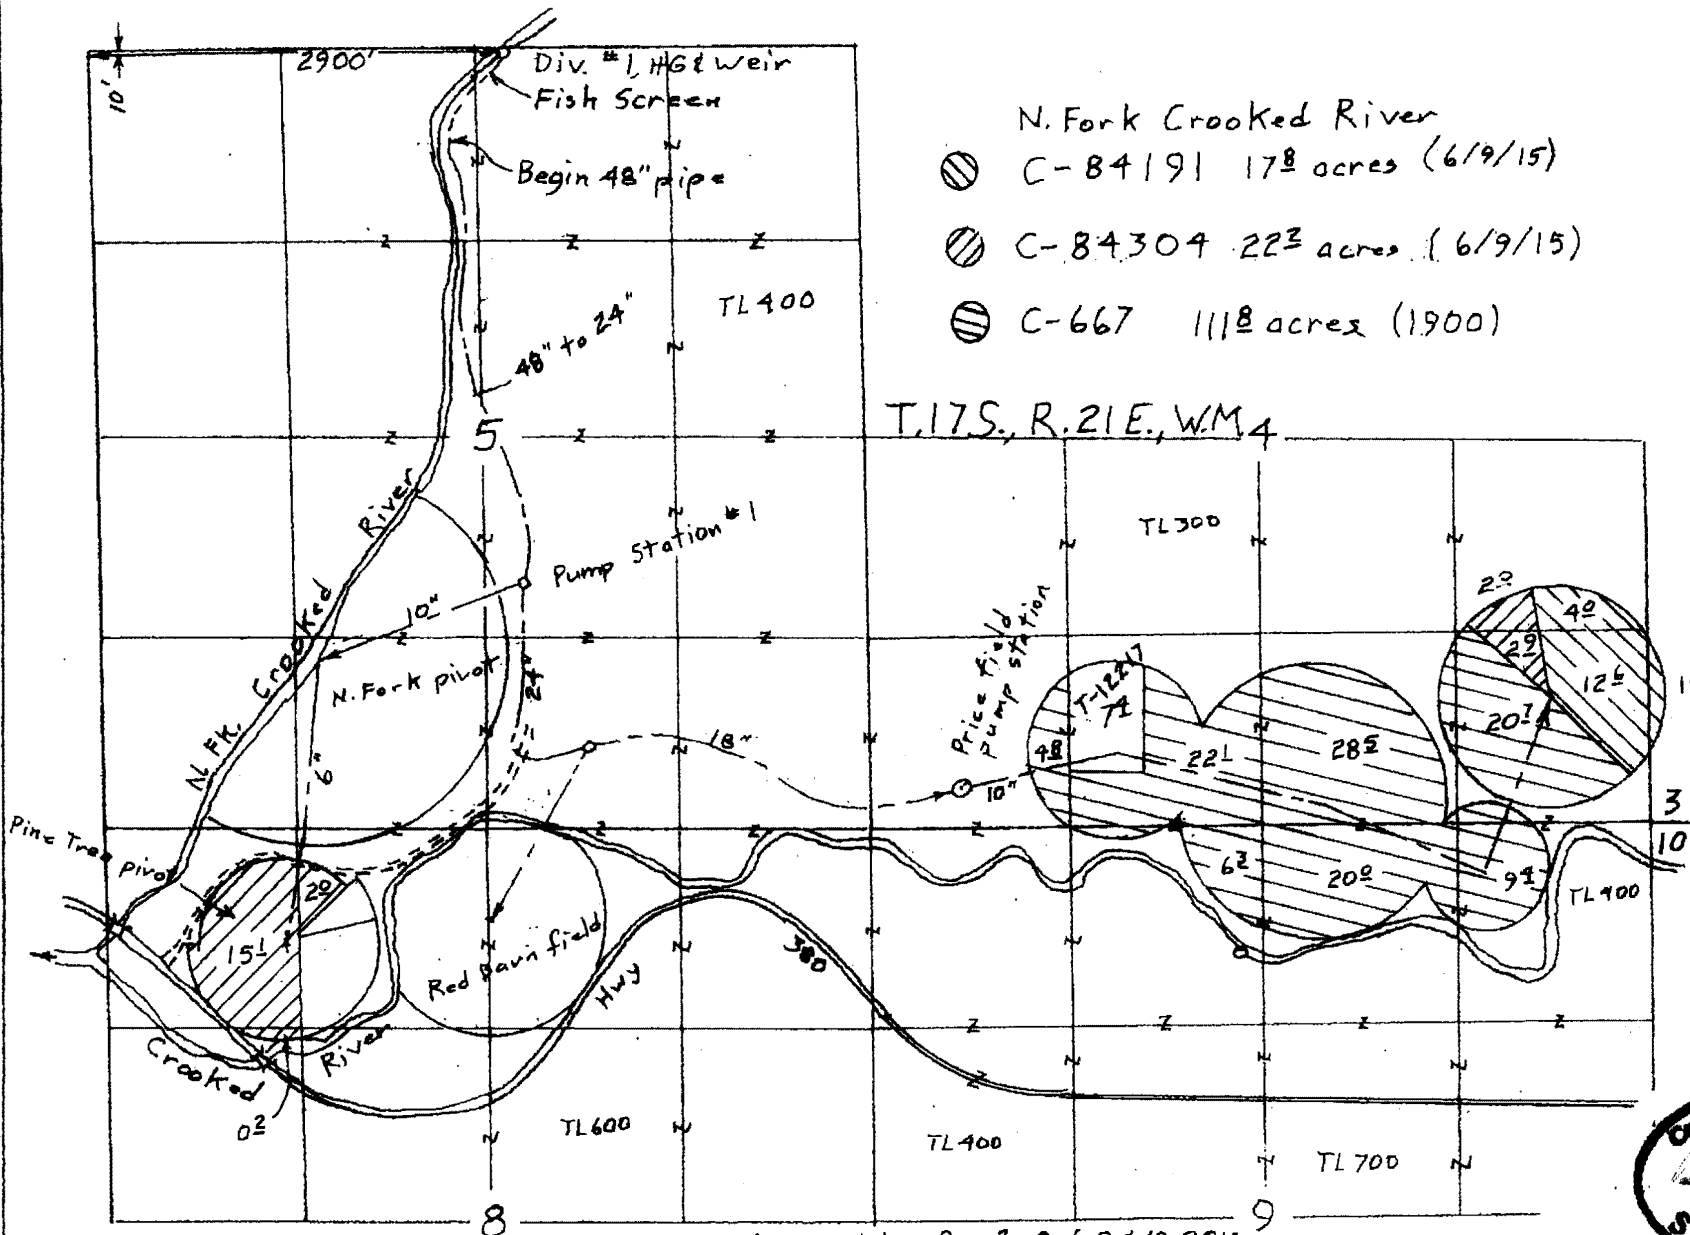 2900'
10'
Div. #1, HG & Weir
Fish Screen
Begin 48" pipe
N. Fork Crooked River
C-84191 17 8 acres (6/9/15)
C-84304 22 2 acres (6/9/15)
C-667 111 8 acres (1900)
TL 400
48" to 24"
T.17S., R.21E., W.M.
4
5
River
Crooked
N. FK.
Pump Station #1
10"
N. Fork pivot
24"
6"
18"
Price field
pump station
10"
TL 300
T-12217
7 4
4 8
22 1
28 5
2 0
4 0
2 9
12 6
20 7
3
10
Pine Tree pivot
2 0
15 1
Red Barn field
Hwy
380
6 3
20 0
9 4
TL 400
Crooked
River
0 2
TL 600
TL 400
TL 700
8
9